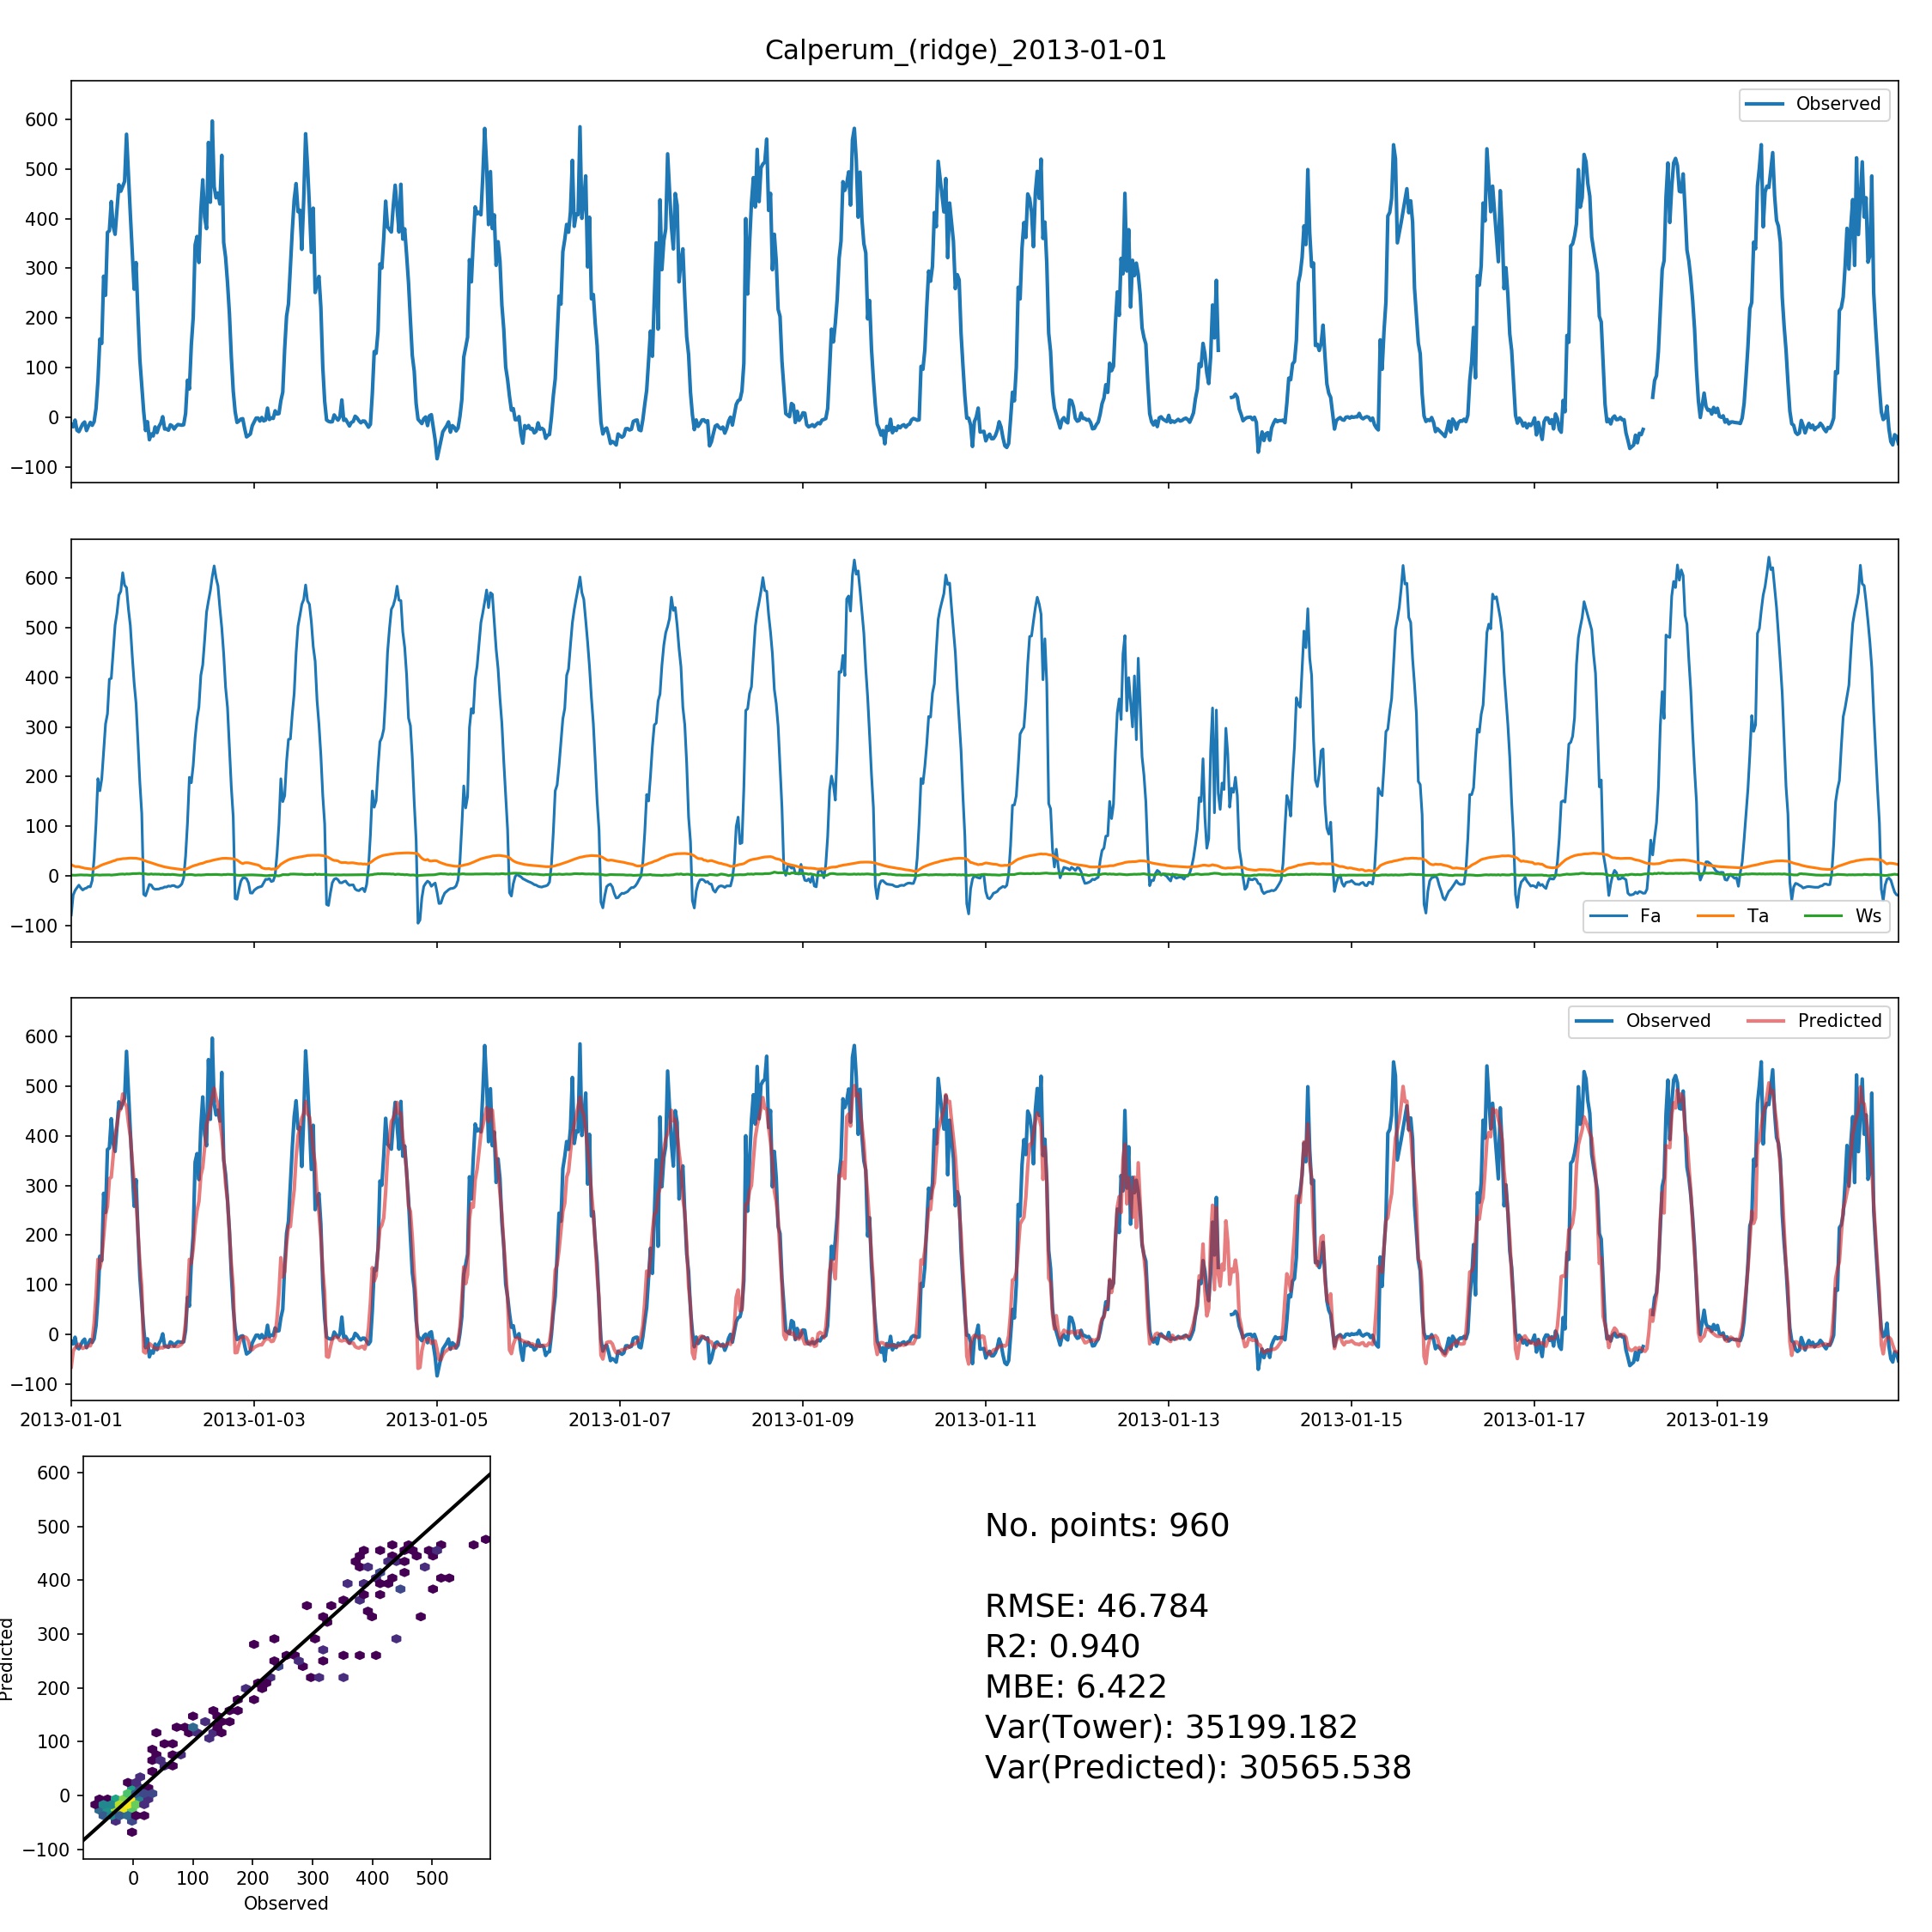 Calperum_(ridge)_2013-01-01
Observed
600
500
400
300
200
100
0
−100
600
500
400
300
200
100
0
−100
Fa Ta Ws
Observed Predicted
600
500
400
300
200
100
0
−100
2013-01-01 2013-01-03 2013-01-05 2013-01-07 2013-01-09 2013-01-11 2013-01-13 2013-01-15 2013-01-17 2013-01-19
600
500
400
300
200
100
0
−100
Predicted
0 100 200 300 400 500
Observed
No. points: 960
RMSE: 46.784
R2: 0.940
MBE: 6.422
Var(Tower): 35199.182
Var(Predicted): 30565.538